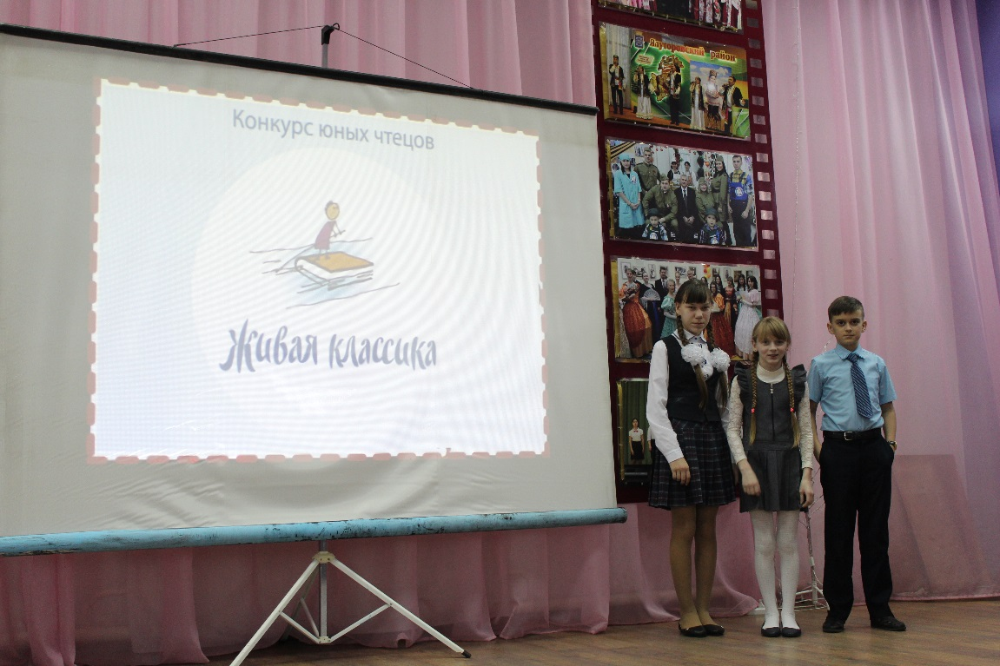 Конкурс юных чтецов
Живая классика
Ялуторовский район